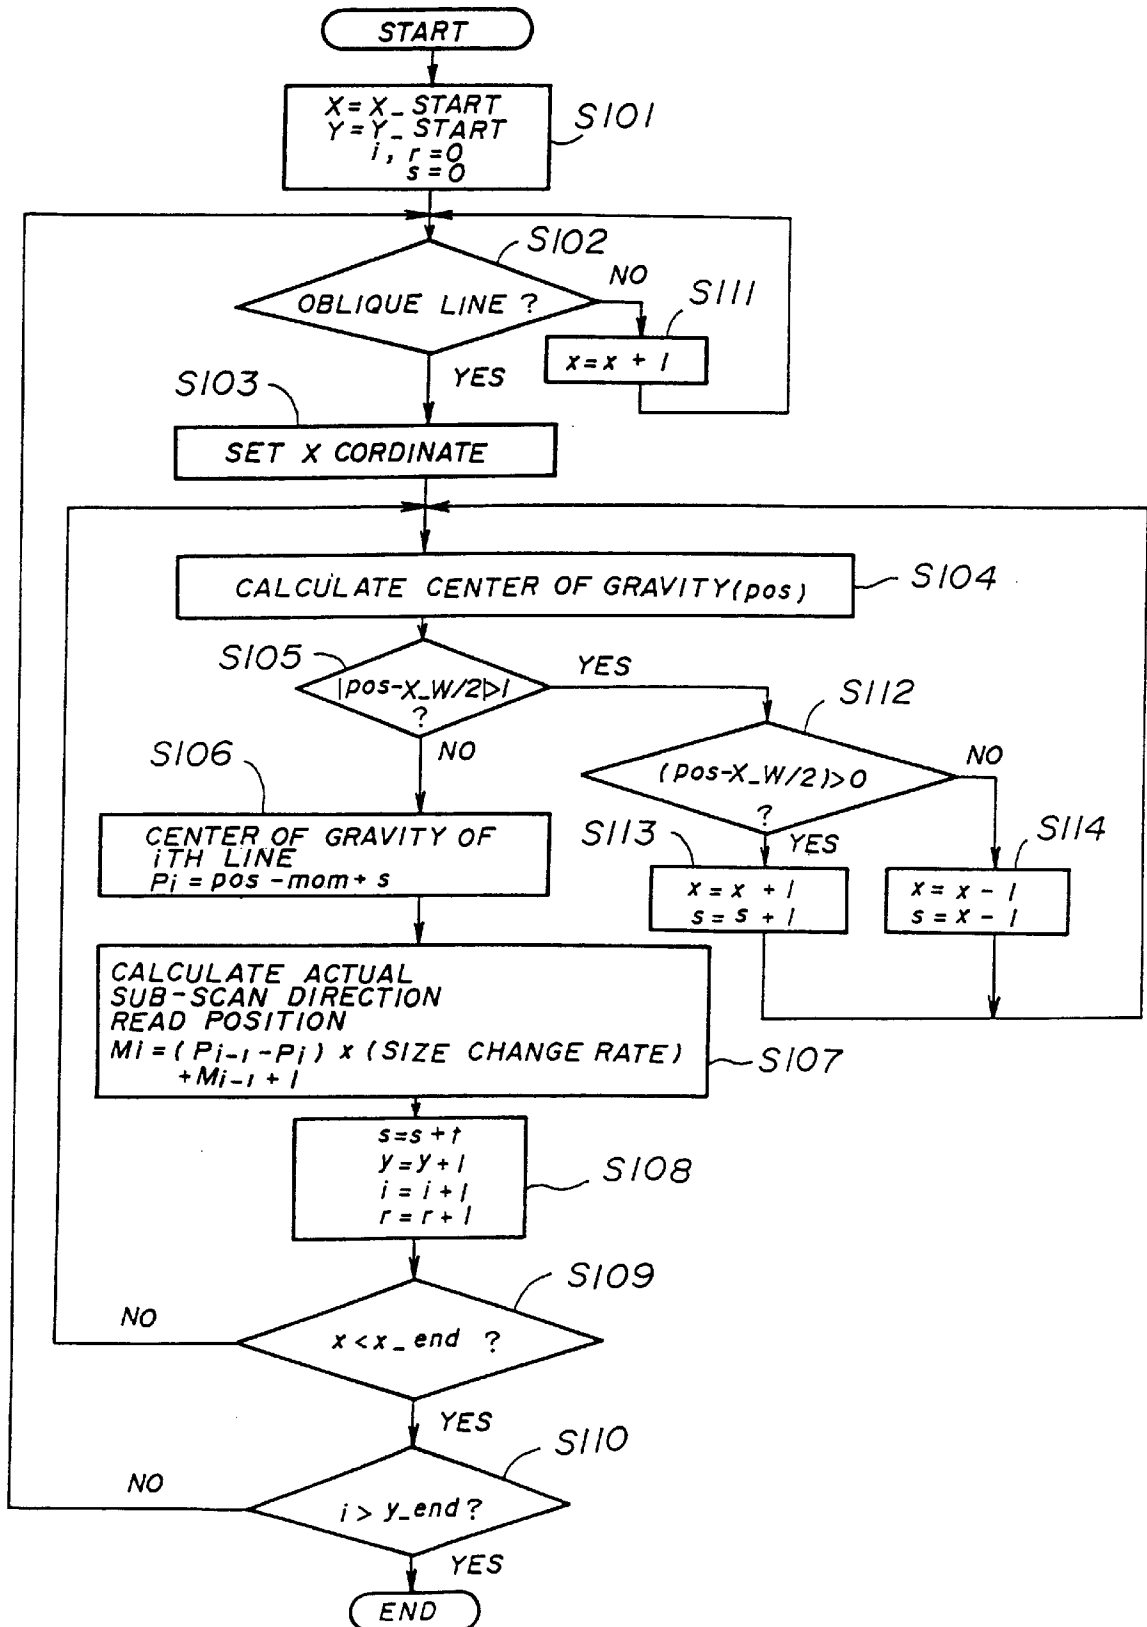 START
X = X_START
Y = Y_START
i, r = 0
s = 0
S101
S102
OBLIQUE LINE ?
NO
S111
x = x + 1
YES
S103
SET X CORDINATE
CALCULATE CENTER OF GRAVITY (pos)
S104
S105
|pos-X_W/2|>1
?
YES
NO
S112
(pos-X_W/2)>0
?
NO
YES
S106
CENTER OF GRAVITY OF
iTH LINE
Pi = pos - mom + s
S113
x = x + 1
s = s + 1
S114
x = x - 1
s = x - 1
CALCULATE ACTUAL
SUB-SCAN DIRECTION
READ POSITION
Mi = (Pi-1 - Pi) x (SIZE CHANGE RATE)
+ Mi-1 + 1
S107
s = s + 1
y = y + 1
i = i + 1
r = r + 1
S108
S109
x < x_end ?
NO
YES
S110
i > y_end ?
NO
YES
END